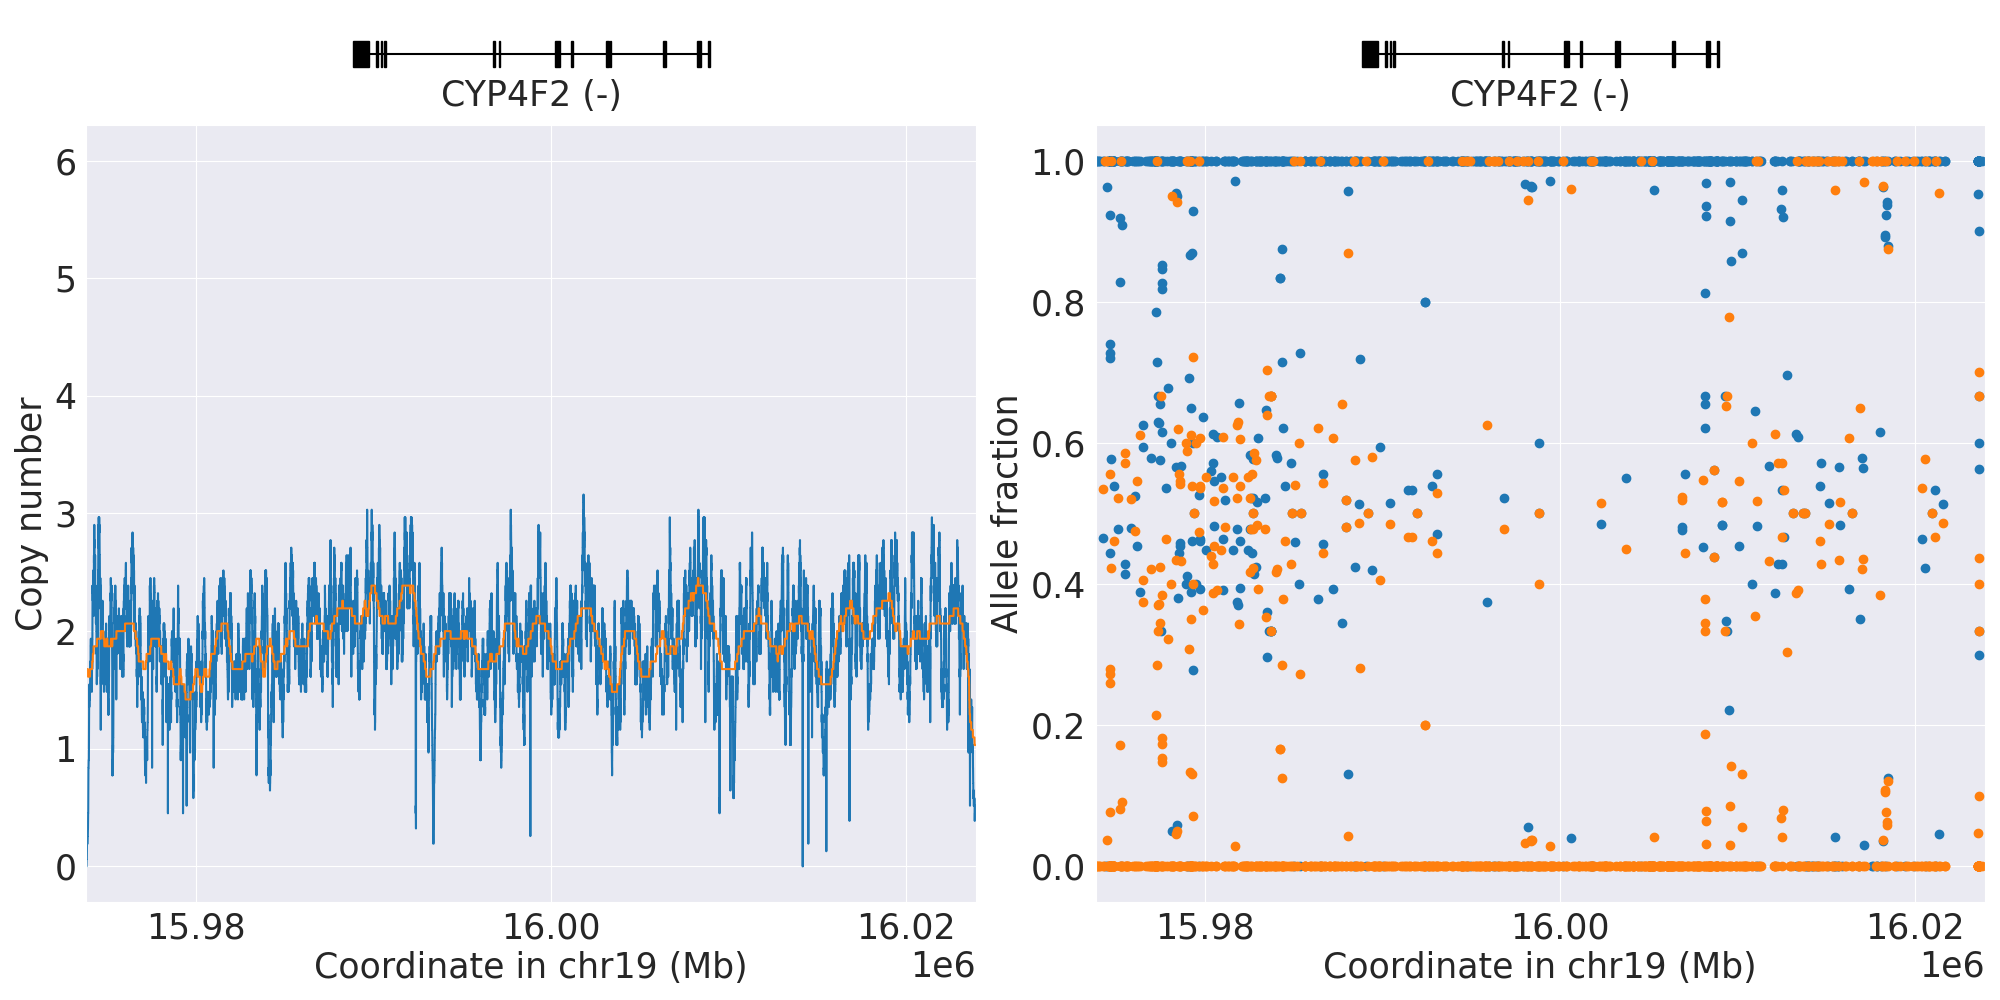 CYP4F2 (-)
6
5
4
3
2
1
0
Copy number
15.98
16.00
16.02
Coordinate in chr19 (Mb)
1e6
CYP4F2 (-)
1.0
0.8
0.6
0.4
0.2
0.0
Allele fraction
15.98
16.00
16.02
Coordinate in chr19 (Mb)
1e6